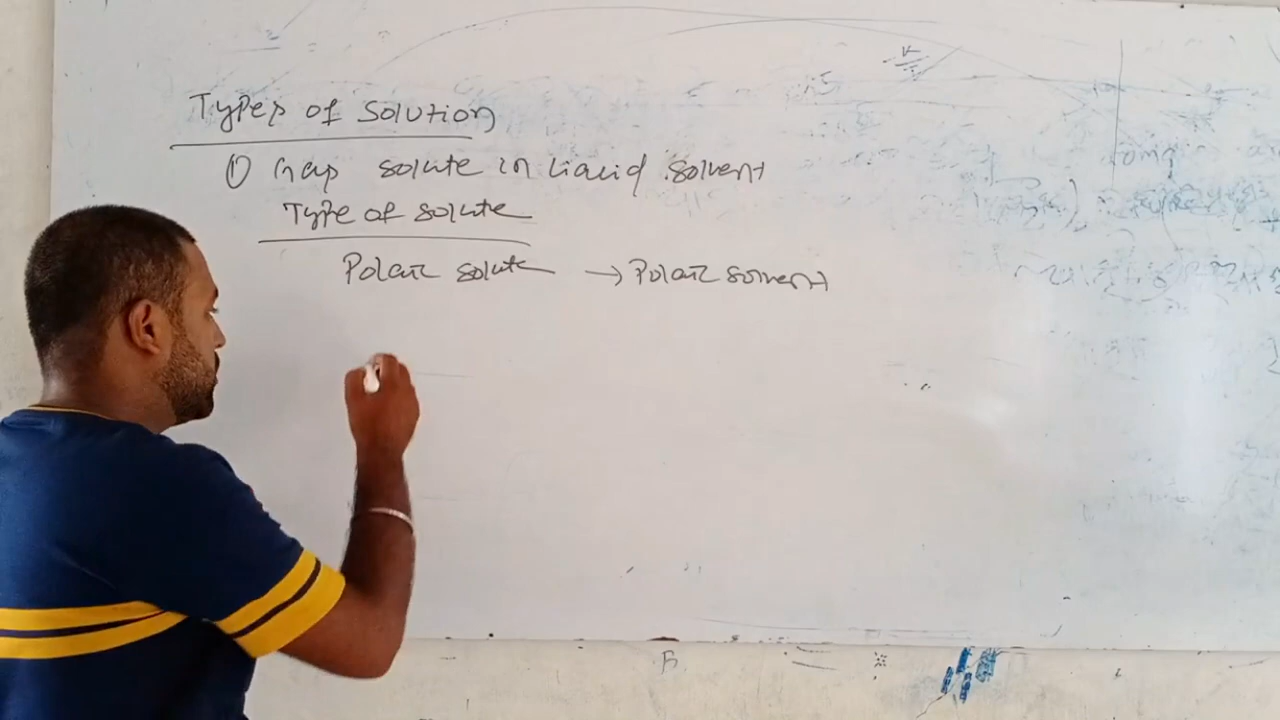 Types of Solution
① Gas solute in Liquid solvent
Type of solute
Polar solute → Polar solvent